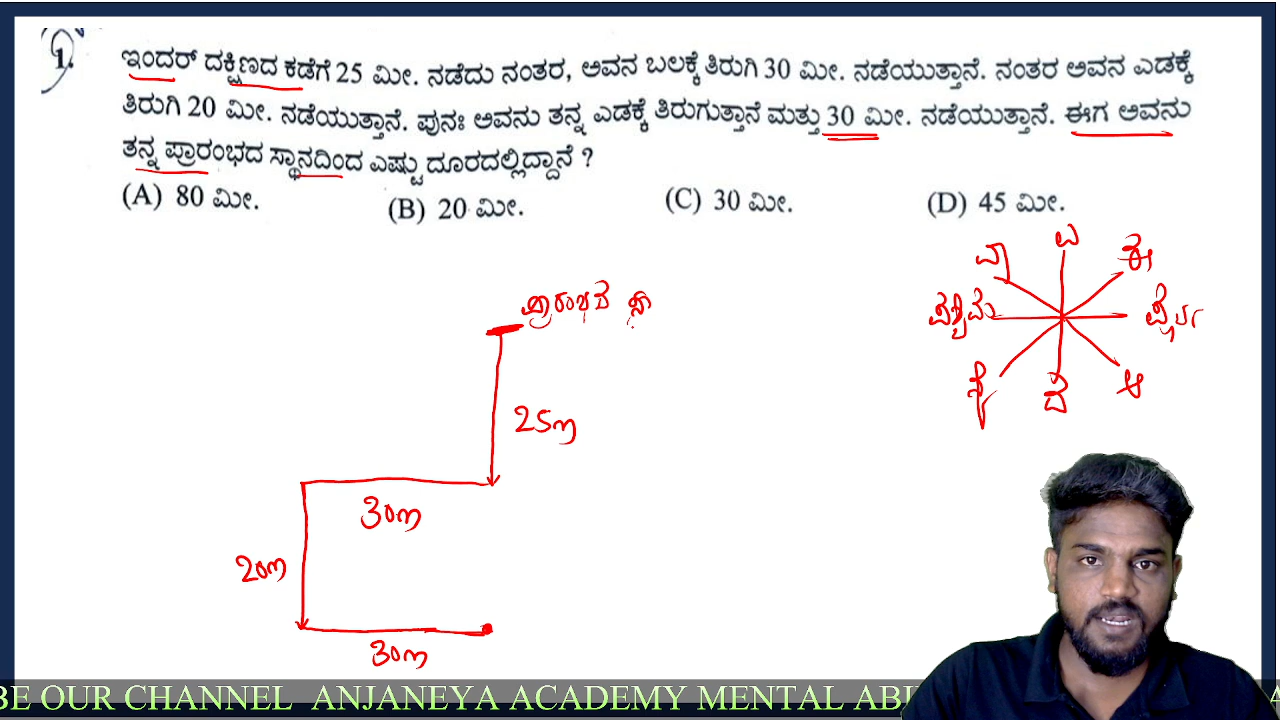 1. ಇಂದರ್ ದಕ್ಷಿಣದ ಕಡೆಗೆ 25 ಮೀ. ನಡೆದು ನಂತರ, ಅವನ ಬಲಕ್ಕೆ ತಿರುಗಿ 30 ಮೀ. ನಡೆಯುತ್ತಾನೆ. ನಂತರ ಅವನ ಎಡಕ್ಕೆ
ತಿರುಗಿ 20 ಮೀ. ನಡೆಯುತ್ತಾನೆ. ಪುನಃ ಅವನು ತನ್ನ ಎಡಕ್ಕೆ ತಿರುಗುತ್ತಾನೆ ಮತ್ತು 30 ಮೀ. ನಡೆಯುತ್ತಾನೆ. ಈಗ ಅವನು
ತನ್ನ ಪ್ರಾರಂಭದ ಸ್ಥಾನದಿಂದ ಎಷ್ಟು ದೂರದಲ್ಲಿದ್ದಾನೆ ?
(A) 80 ಮೀ. (B) 20 ಮೀ. (C) 30 ಮೀ. (D) 45 ಮೀ.
ಉ
ವಾ ಈ
ಪಶ್ಚಿಮ
ನೈ ದ ಆ
25m
30m
20m
30m
BE OUR CHANNEL ANJANEYA ACADEMY MENTAL